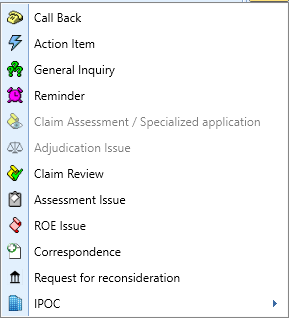 Call Back
Action Item
General Inquiry
Reminder
Claim Assessment / Specialized application
Adjudication Issue
Claim Review
Assessment Issue
ROE Issue
Correspondence
Request for reconsideration
IPOC